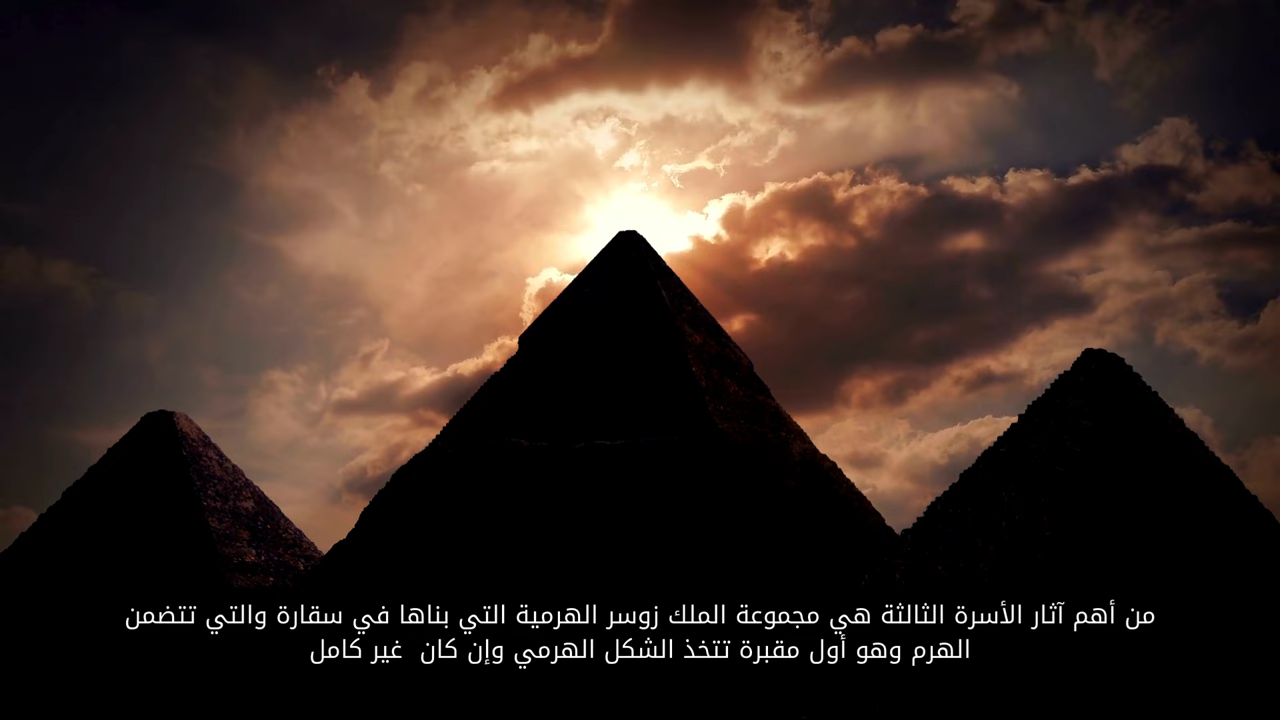 من أهم آثار الأسرة الثالثة هي مجموعة الملك زوسر الهرمية التي بناها في سقارة والتي تتضمن
الهرم وهو أول مقبرة تتخذ الشكل الهرمي وإن كان  غير كامل